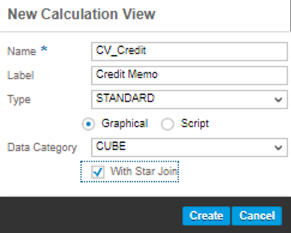 New Calculation View
Name * CV_Credit
Label Credit Memo
Type STANDARD
Graphical Script
Data Category CUBE
With Star Join
Create Cancel